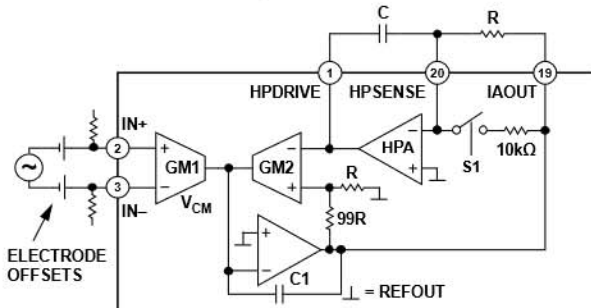 C
R
1
20
19
HPDRIVE
HPSENSE
IAOUT
IN+
2
+
GM1
−
3
IN−
V_CM
−
GM2
+
HPA
−
+
S1
10kΩ
R
99R
ELECTRODE
OFFSETS
+
−
C1
⊥ = REFOUT